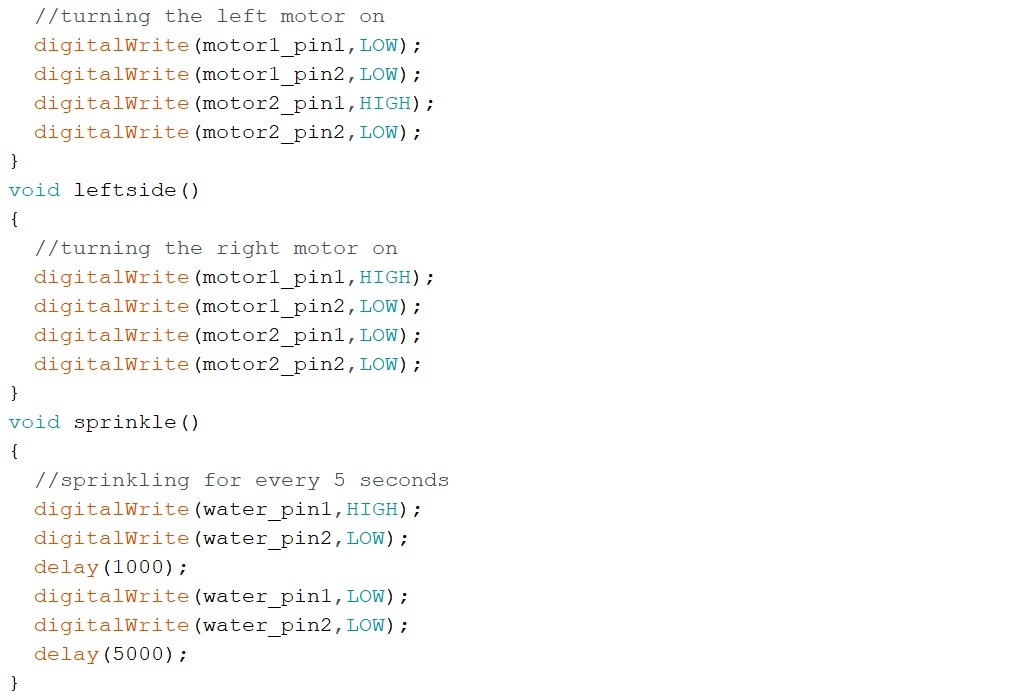 //turning the left motor on
digitalWrite(motor1_pin1,LOW);
digitalWrite(motor1_pin2,LOW);
digitalWrite(motor2_pin1,HIGH);
digitalWrite(motor2_pin2,LOW);
}
void leftside()
{
//turning the right motor on
digitalWrite(motor1_pin1,HIGH);
digitalWrite(motor1_pin2,LOW);
digitalWrite(motor2_pin1,LOW);
digitalWrite(motor2_pin2,LOW);
}
void sprinkle()
{
//sprinkling for every 5 seconds
digitalWrite(water_pin1,HIGH);
digitalWrite(water_pin2,LOW);
delay(1000);
digitalWrite(water_pin1,LOW);
digitalWrite(water_pin2,LOW);
delay(5000);
}